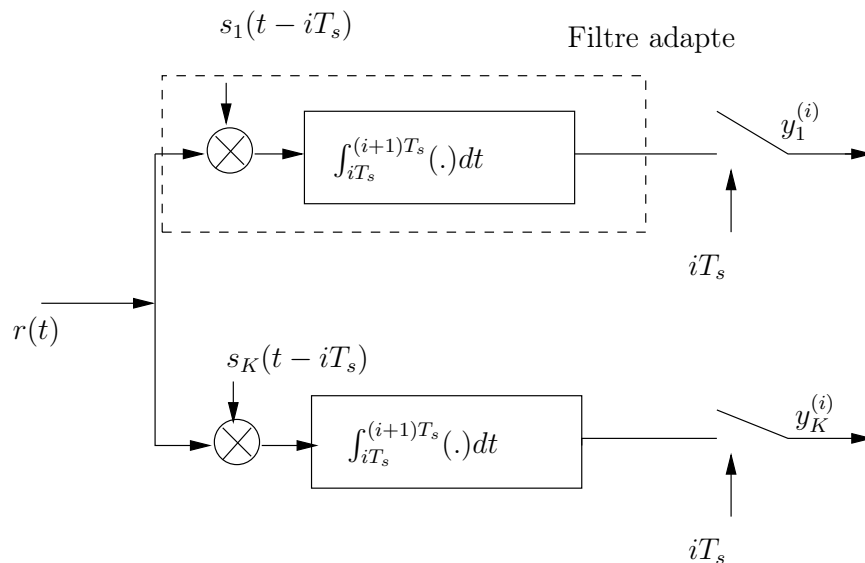 s_1(t − iT_s)
Filtre adapte
∫_{iT_s}^{(i+1)T_s}(.)dt
y_1^{(i)}
iT_s
r(t)
s_K(t − iT_s)
∫_{iT_s}^{(i+1)T_s}(.)dt
y_K^{(i)}
iT_s